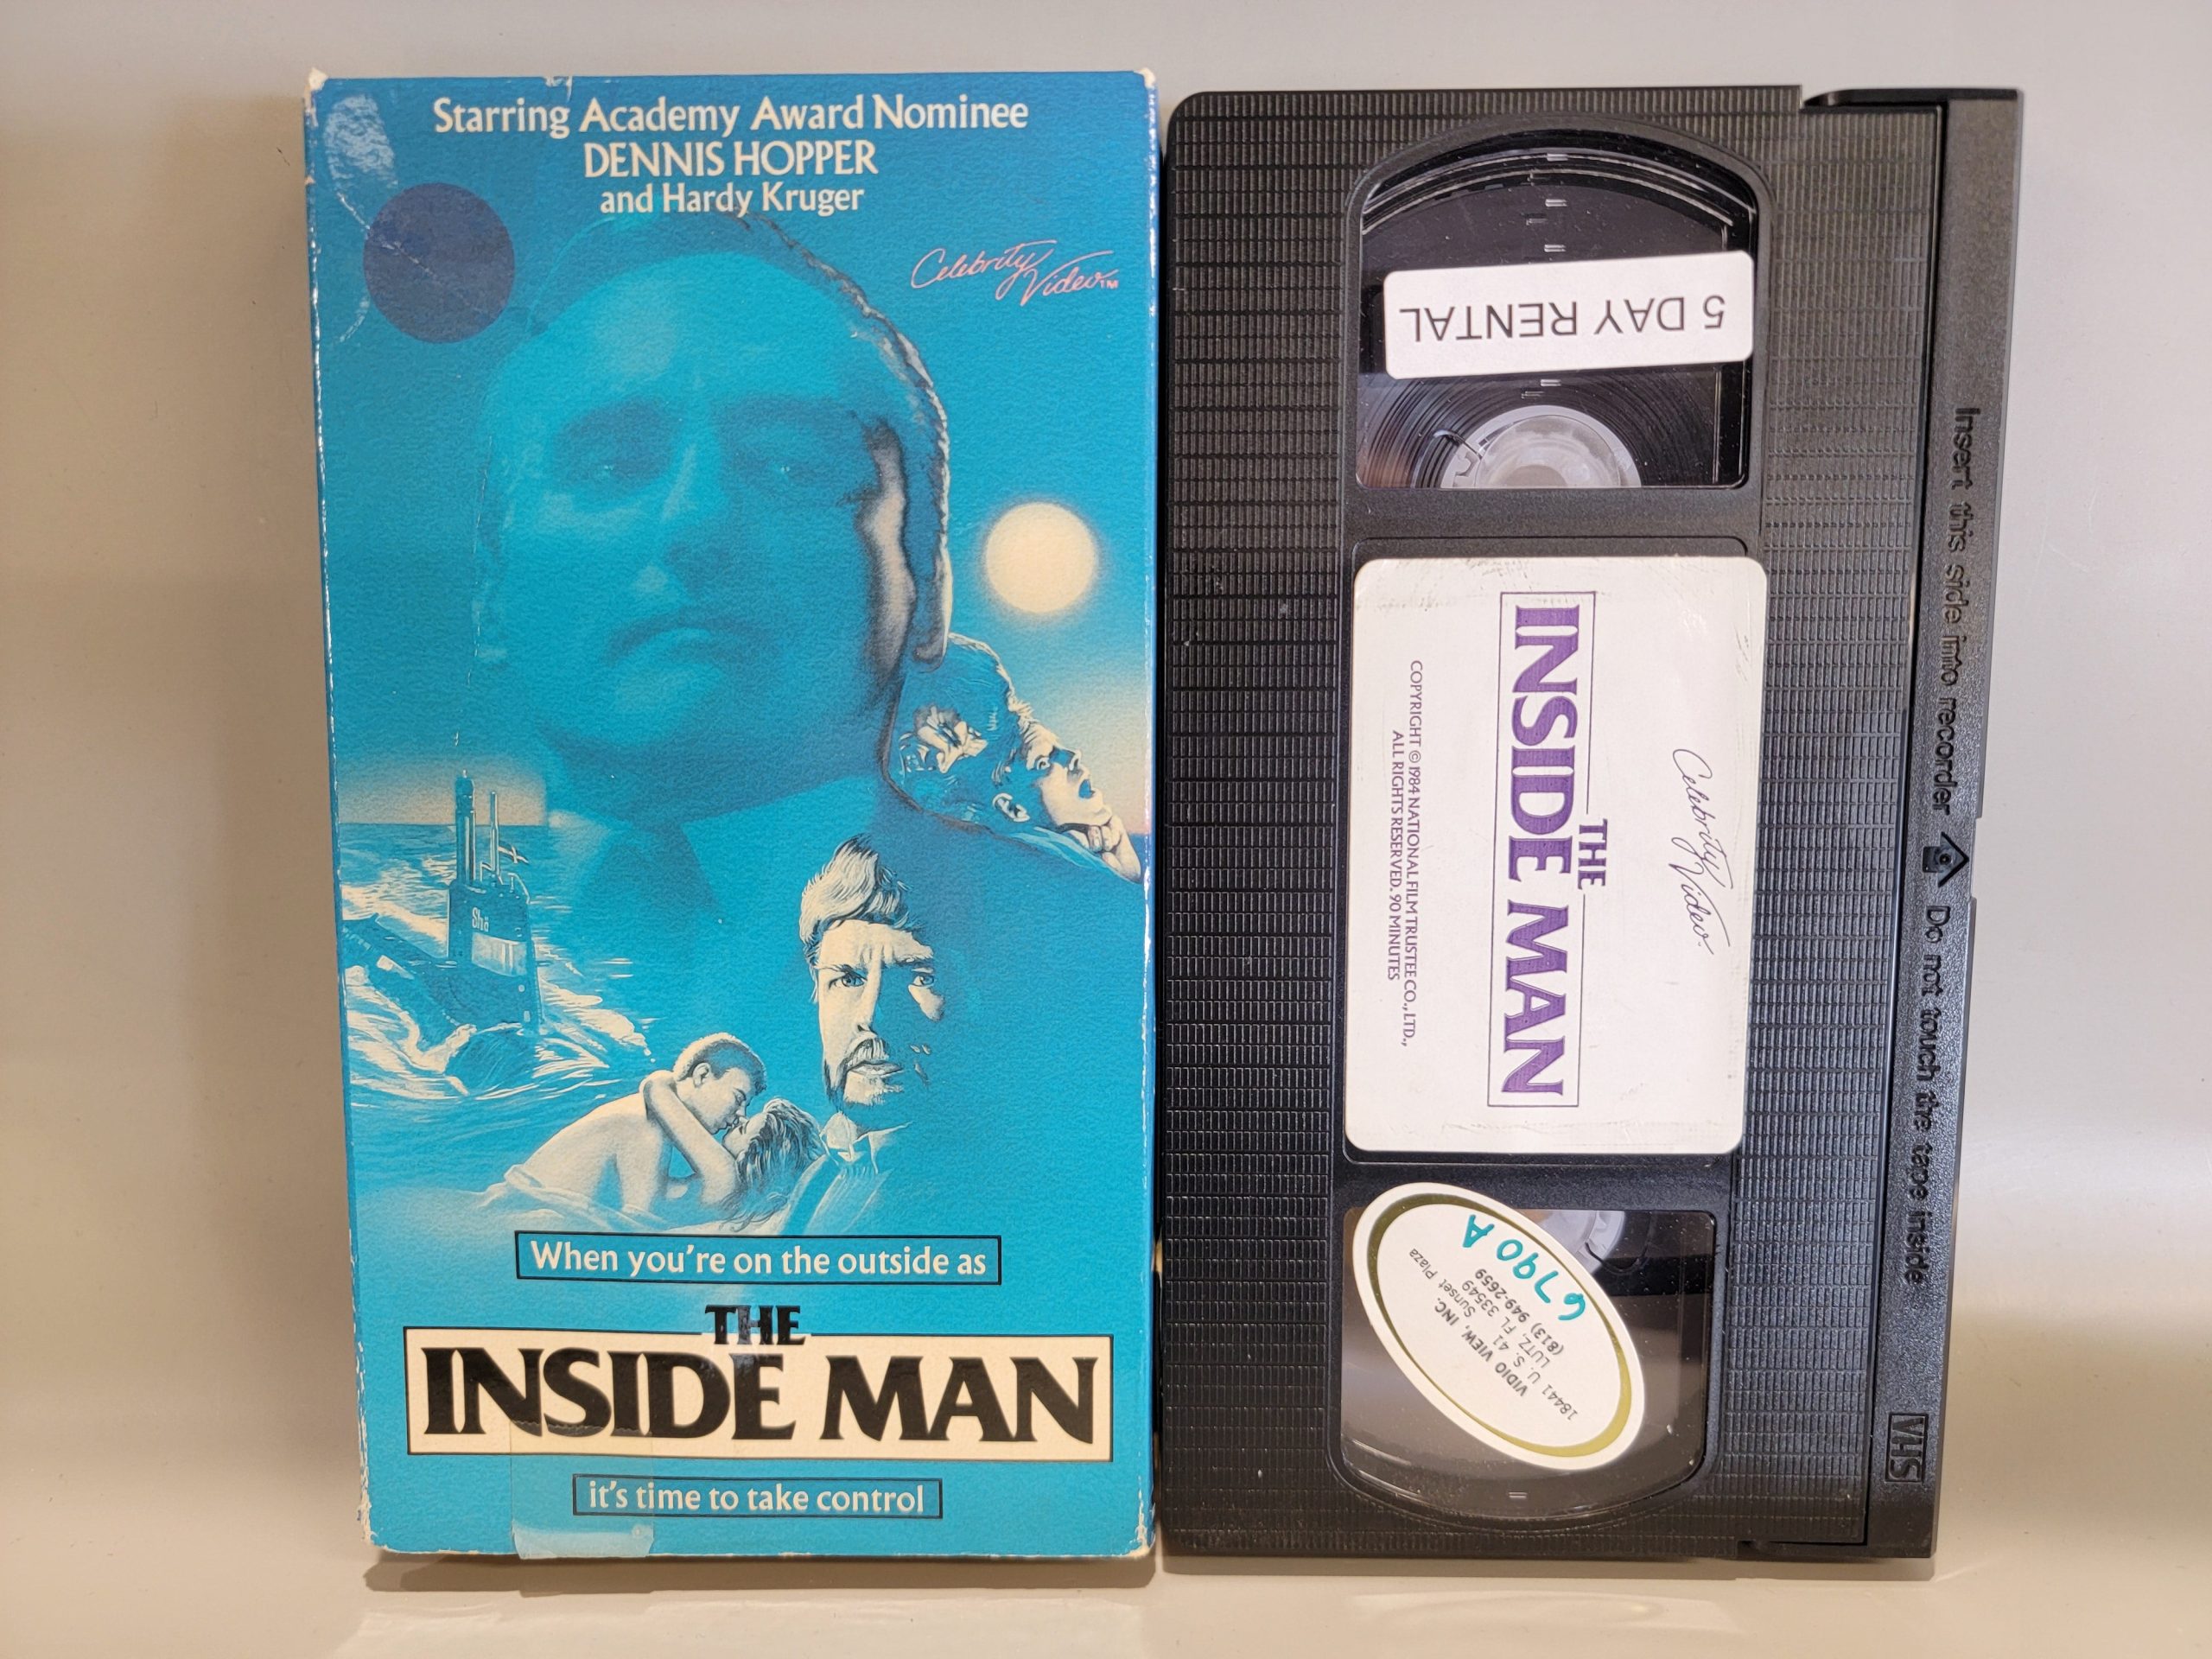 Starring Academy Award Nominee
DENNIS HOPPER
and Hardy Kruger
Celebrity
Video™
Shö
When you're on the outside as
THE
INSIDE MAN
it's time to take control
5 DAY RENTAL
Celebrity Video.
THE
INSIDE MAN
COPYRIGHT © 1984 NATIONAL FILM TRUSTEE CO., LTD.,
ALL RIGHTS RESERVED. 90 MINUTES
6790 A
VIDIO VIEW, INC.
18441 U. S. 41 Sunset Plaza
LUTZ, FL 33549
(813) 949-2659
Insert this side into recorder Do not touch the tape inside
VHS